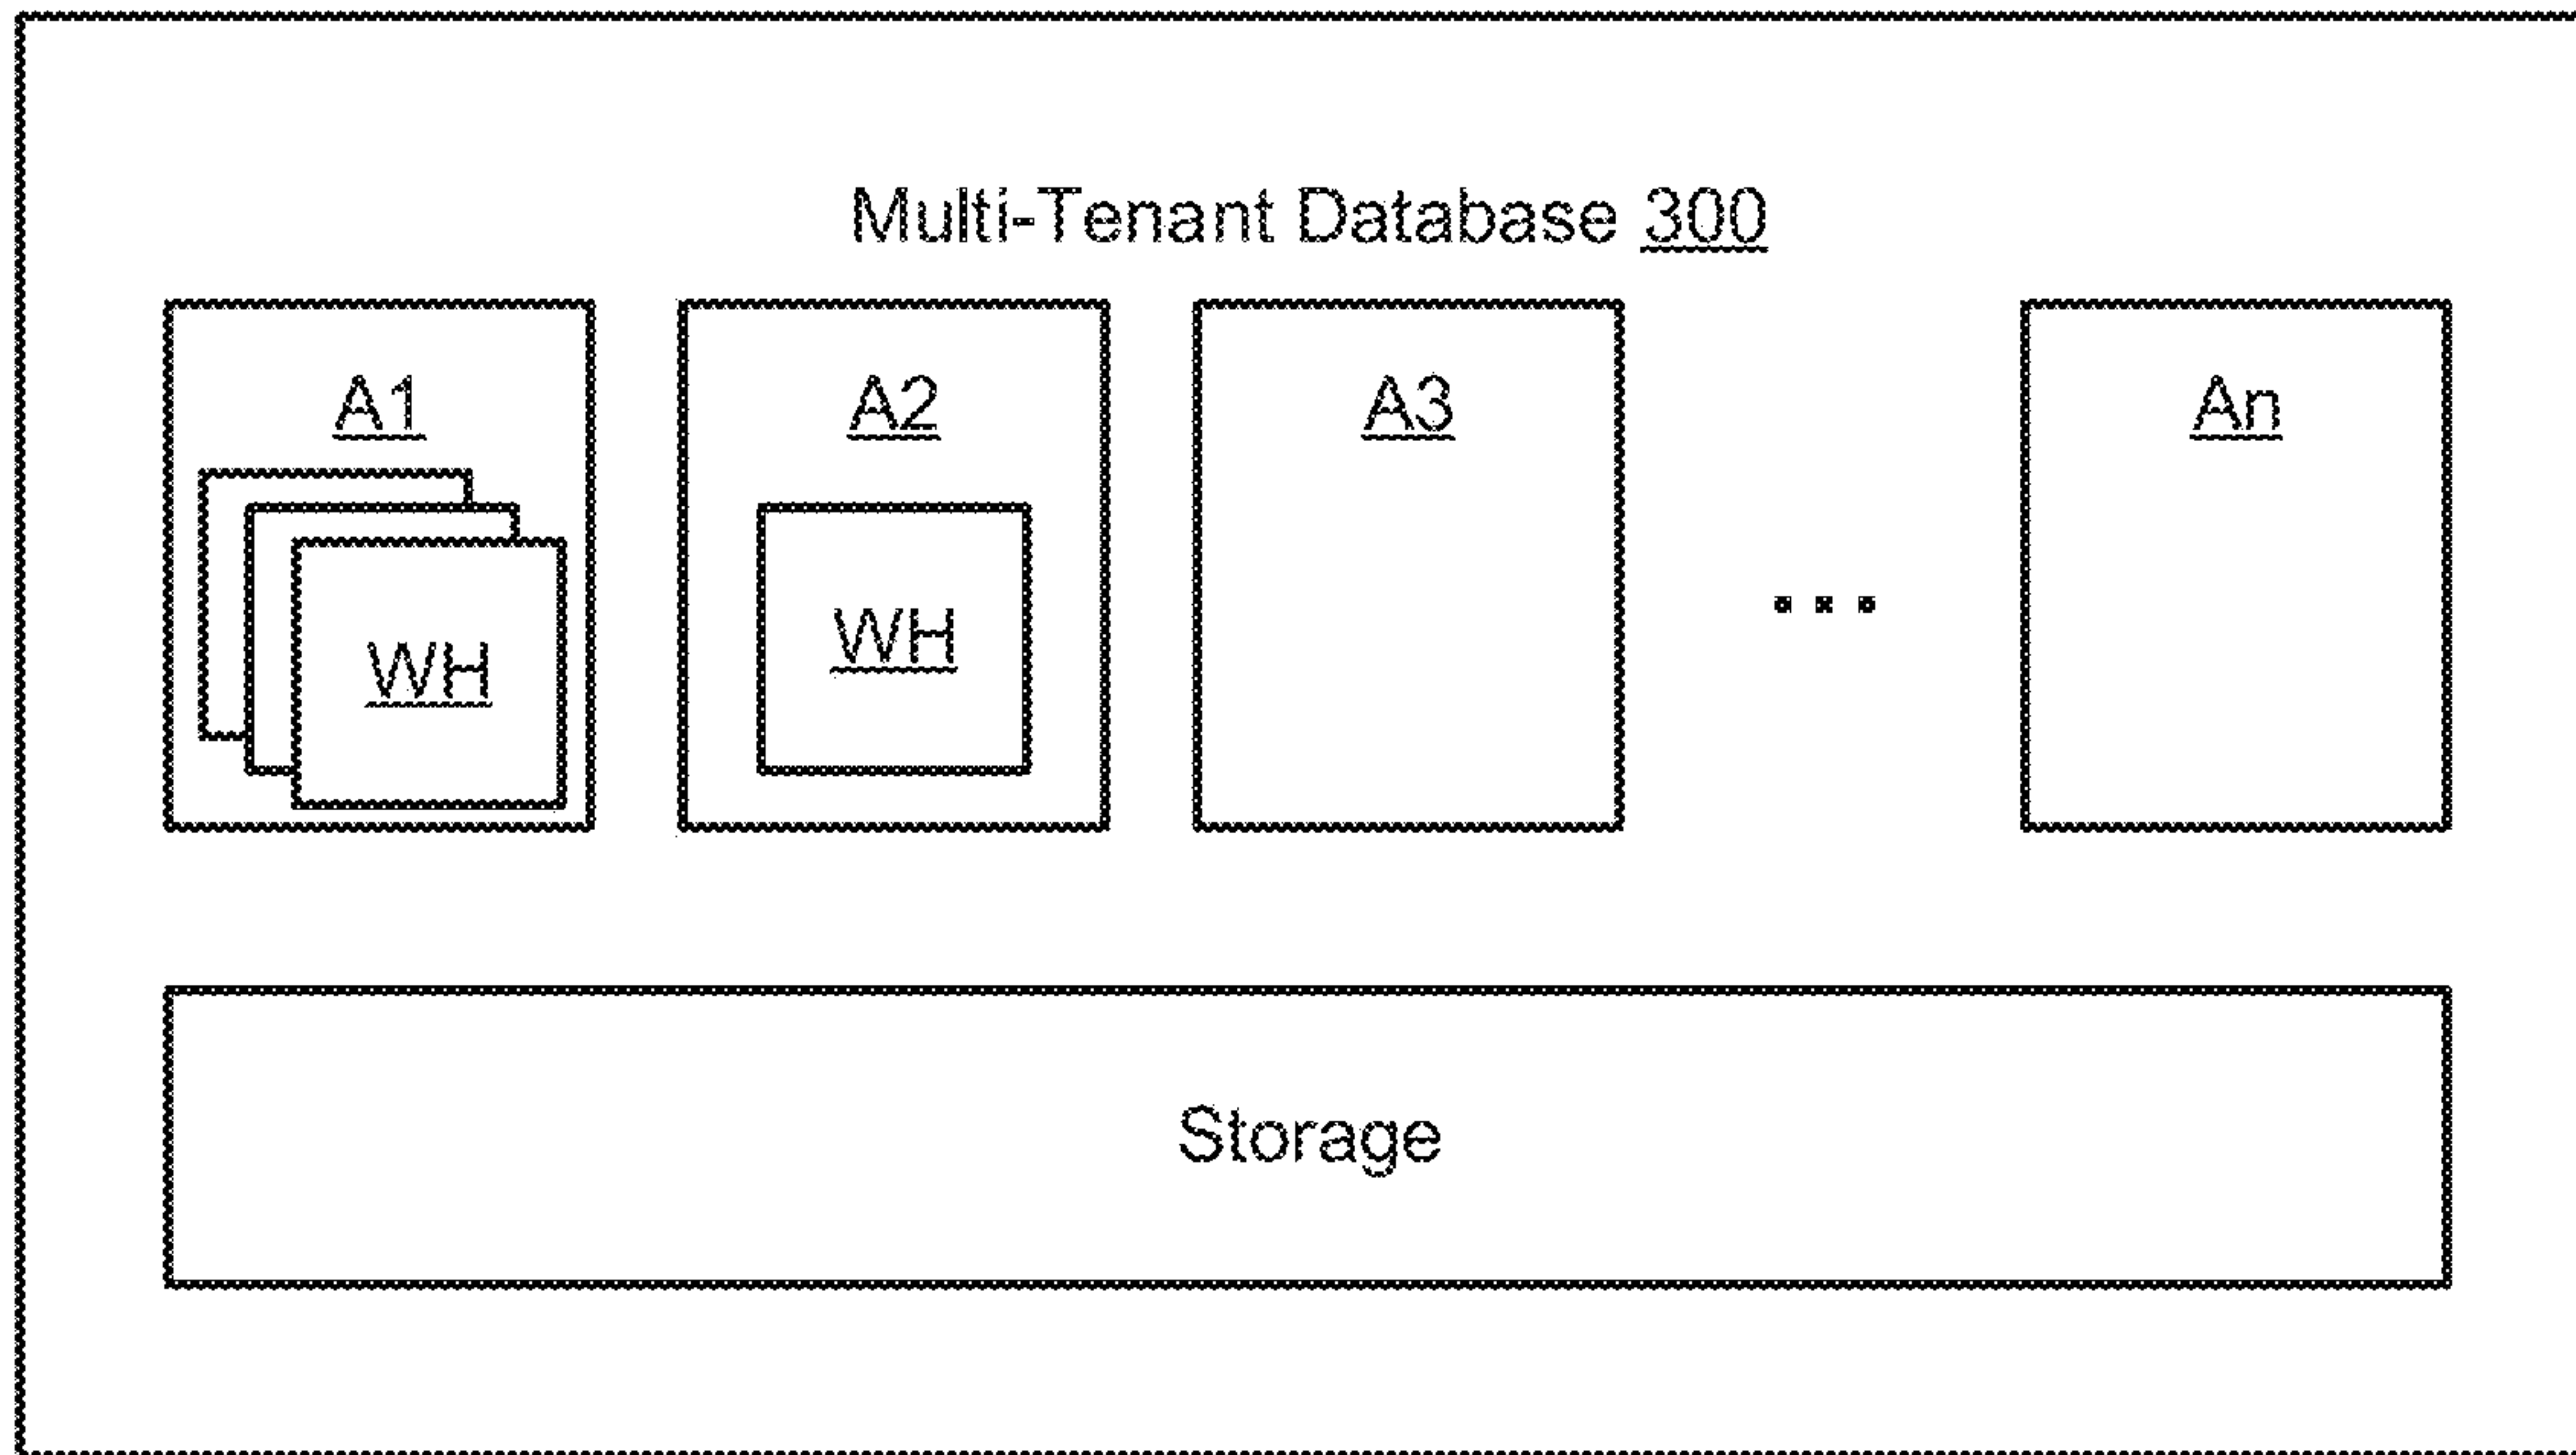 Multi-Tenant Database 300
A1 A2 A3 ... An
WH WH
Storage